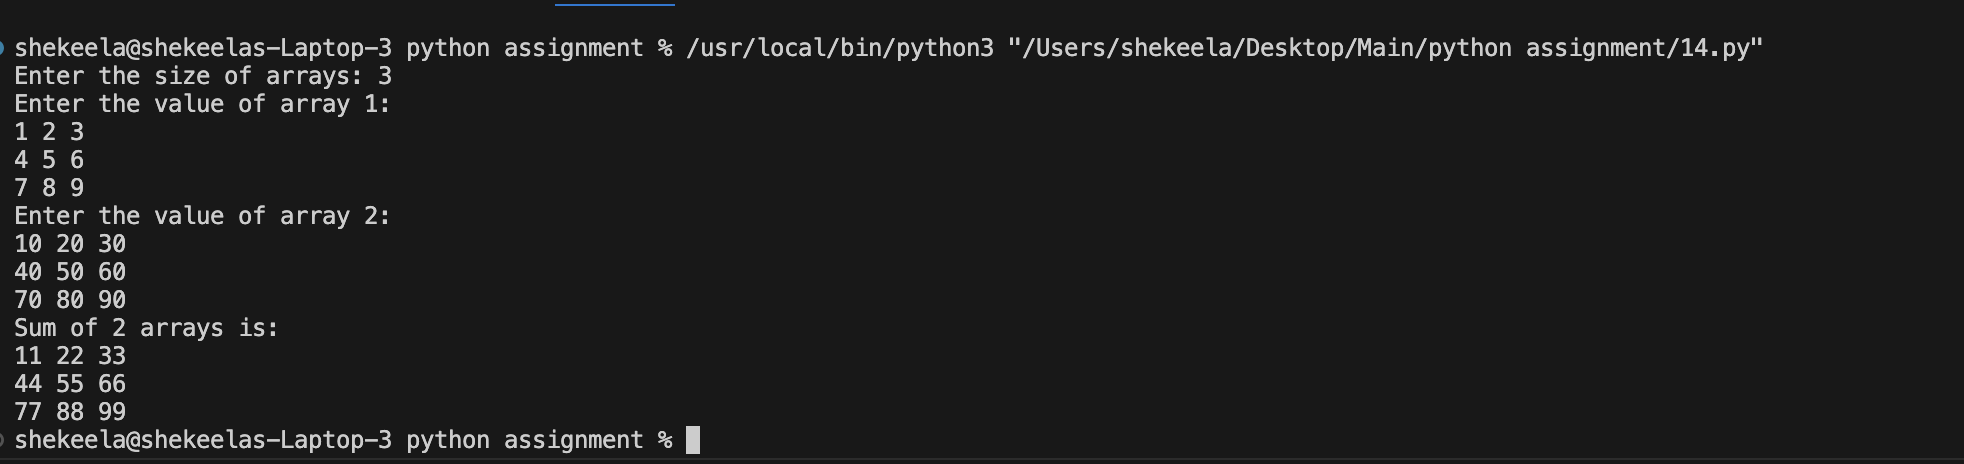 shekeela@shekeelas-Laptop-3 python assignment % /usr/local/bin/python3 "/Users/shekeela/Desktop/Main/python assignment/14.py"
Enter the size of arrays: 3
Enter the value of array 1:
1 2 3
4 5 6
7 8 9
Enter the value of array 2:
10 20 30
40 50 60
70 80 90
Sum of 2 arrays is:
11 22 33
44 55 66
77 88 99
shekeela@shekeelas-Laptop-3 python assignment %